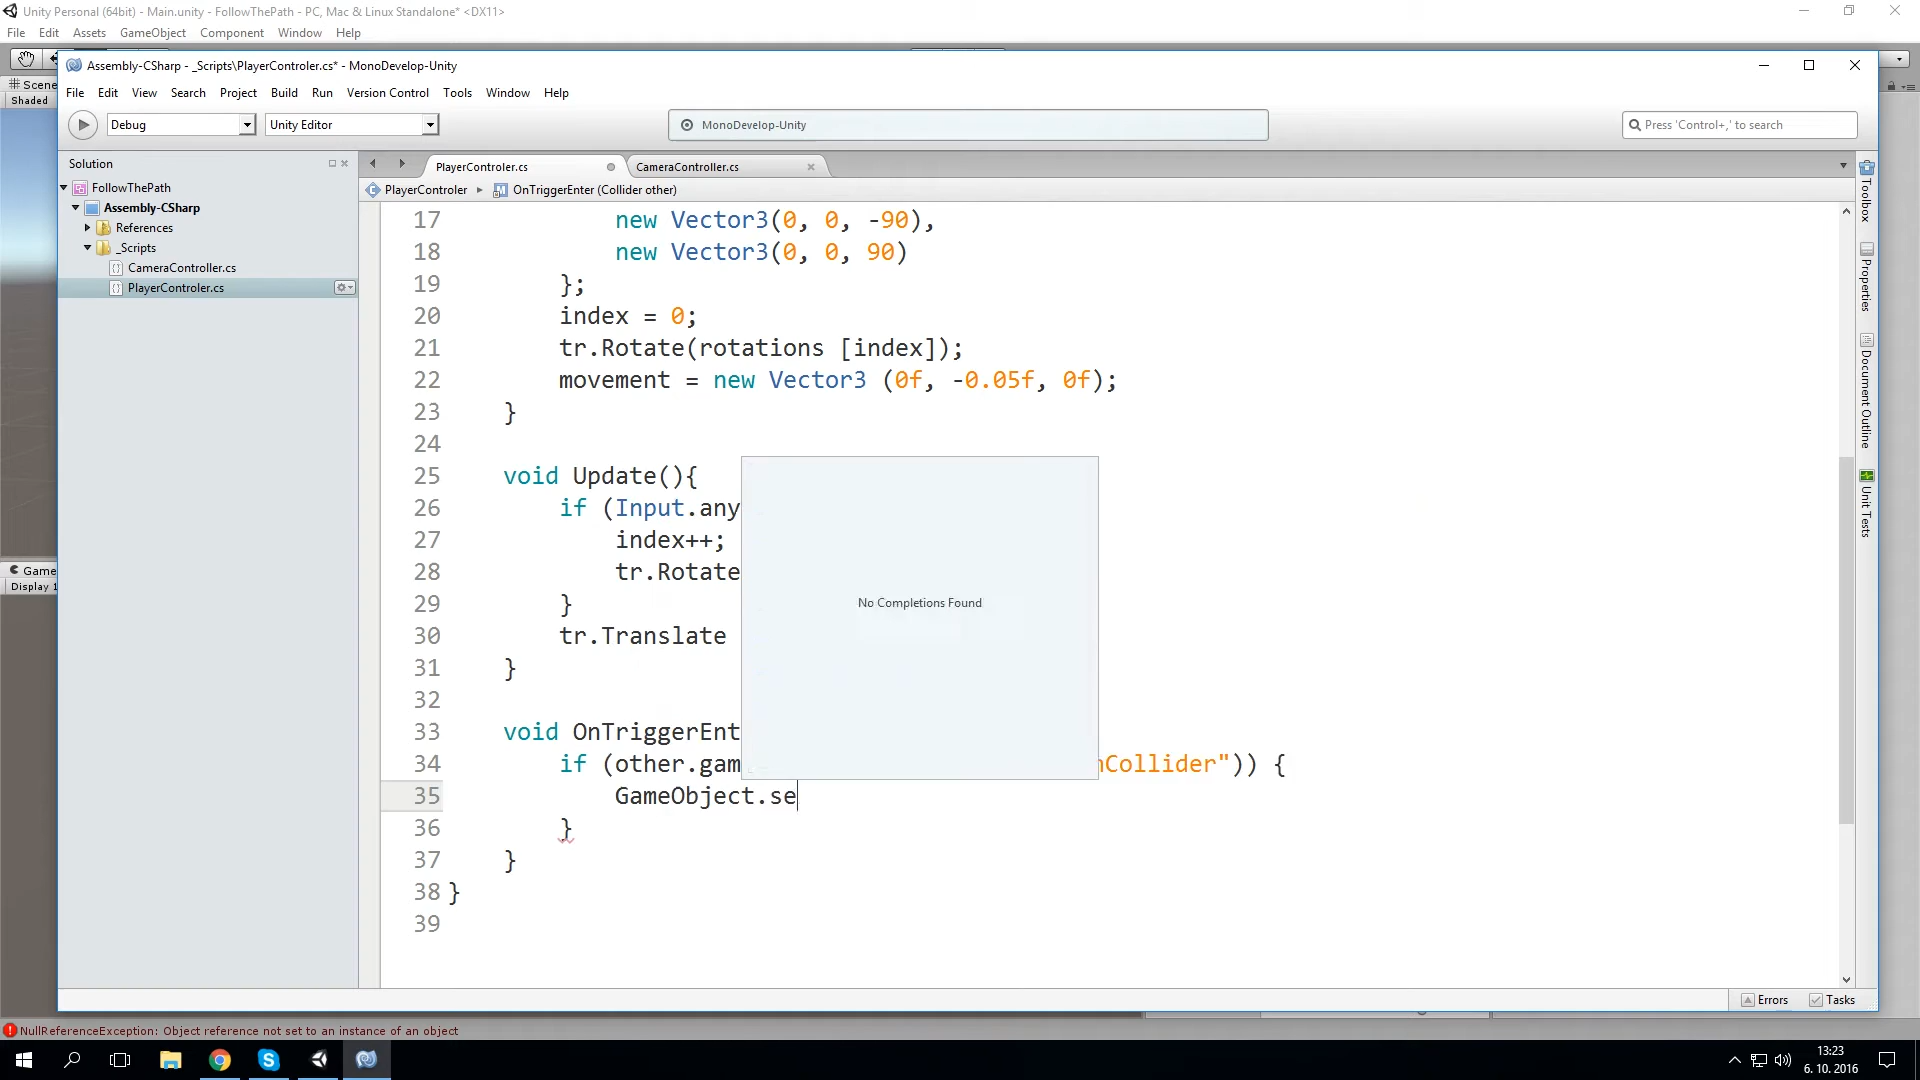 Unity Personal (64bit) - Main.unity - FollowThePath - PC, Mac & Linux Standalone* <DX11>
File Edit Assets GameObject Component Window Help
Scene
Shaded
Assembly-CSharp - _Scripts\PlayerControler.cs* - MonoDevelop-Unity
File Edit View Search Project Build Run Version Control Tools Window Help
Debug Unity Editor MonoDevelop-Unity Press 'Control+,' to search
Solution
PlayerControler.cs CameraController.cs
FollowThePath
PlayerControler OnTriggerEnter (Collider other)
Assembly-CSharp
References
_Scripts
CameraController.cs
PlayerControler.cs
17 new Vector3(0, 0, -90),
18 new Vector3(0, 0, 90)
19 };
20 index = 0;
21 tr.Rotate(rotations [index]);
22 movement = new Vector3 (0f, -0.05f, 0f);
23 }
24
25 void Update(){
26 if (Input.any
27 index++;
28 tr.Rotate
29 }
30 tr.Translate
31 }
32
33 void OnTriggerEnt
34 if (other.gam nCollider")) {
35 GameObject.se
36 }
37 }
38 }
39
No Completions Found
Toolbox
Properties
Document Outline
Unit Tests
Game
Display 1
Errors Tasks
NullReferenceException: Object reference not set to an instance of an object
13:23
6. 10. 2016